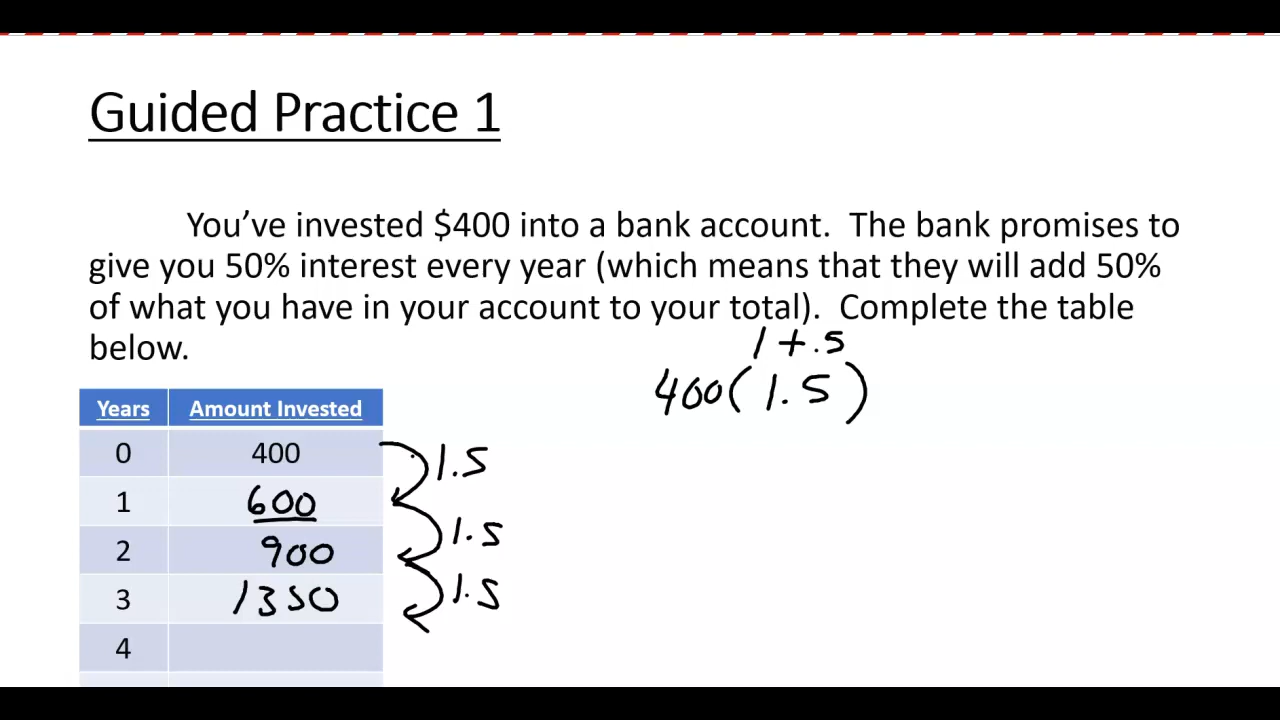 Guided Practice 1
You’ve invested $400 into a bank account. The bank promises to
give you 50% interest every year (which means that they will add 50%
of what you have in your account to your total). Complete the table
below.
1 + .5
400(1.5)
Years Amount Invested
0 400
1.5
1 600
1.5
2 900
1.5
3 1350
4